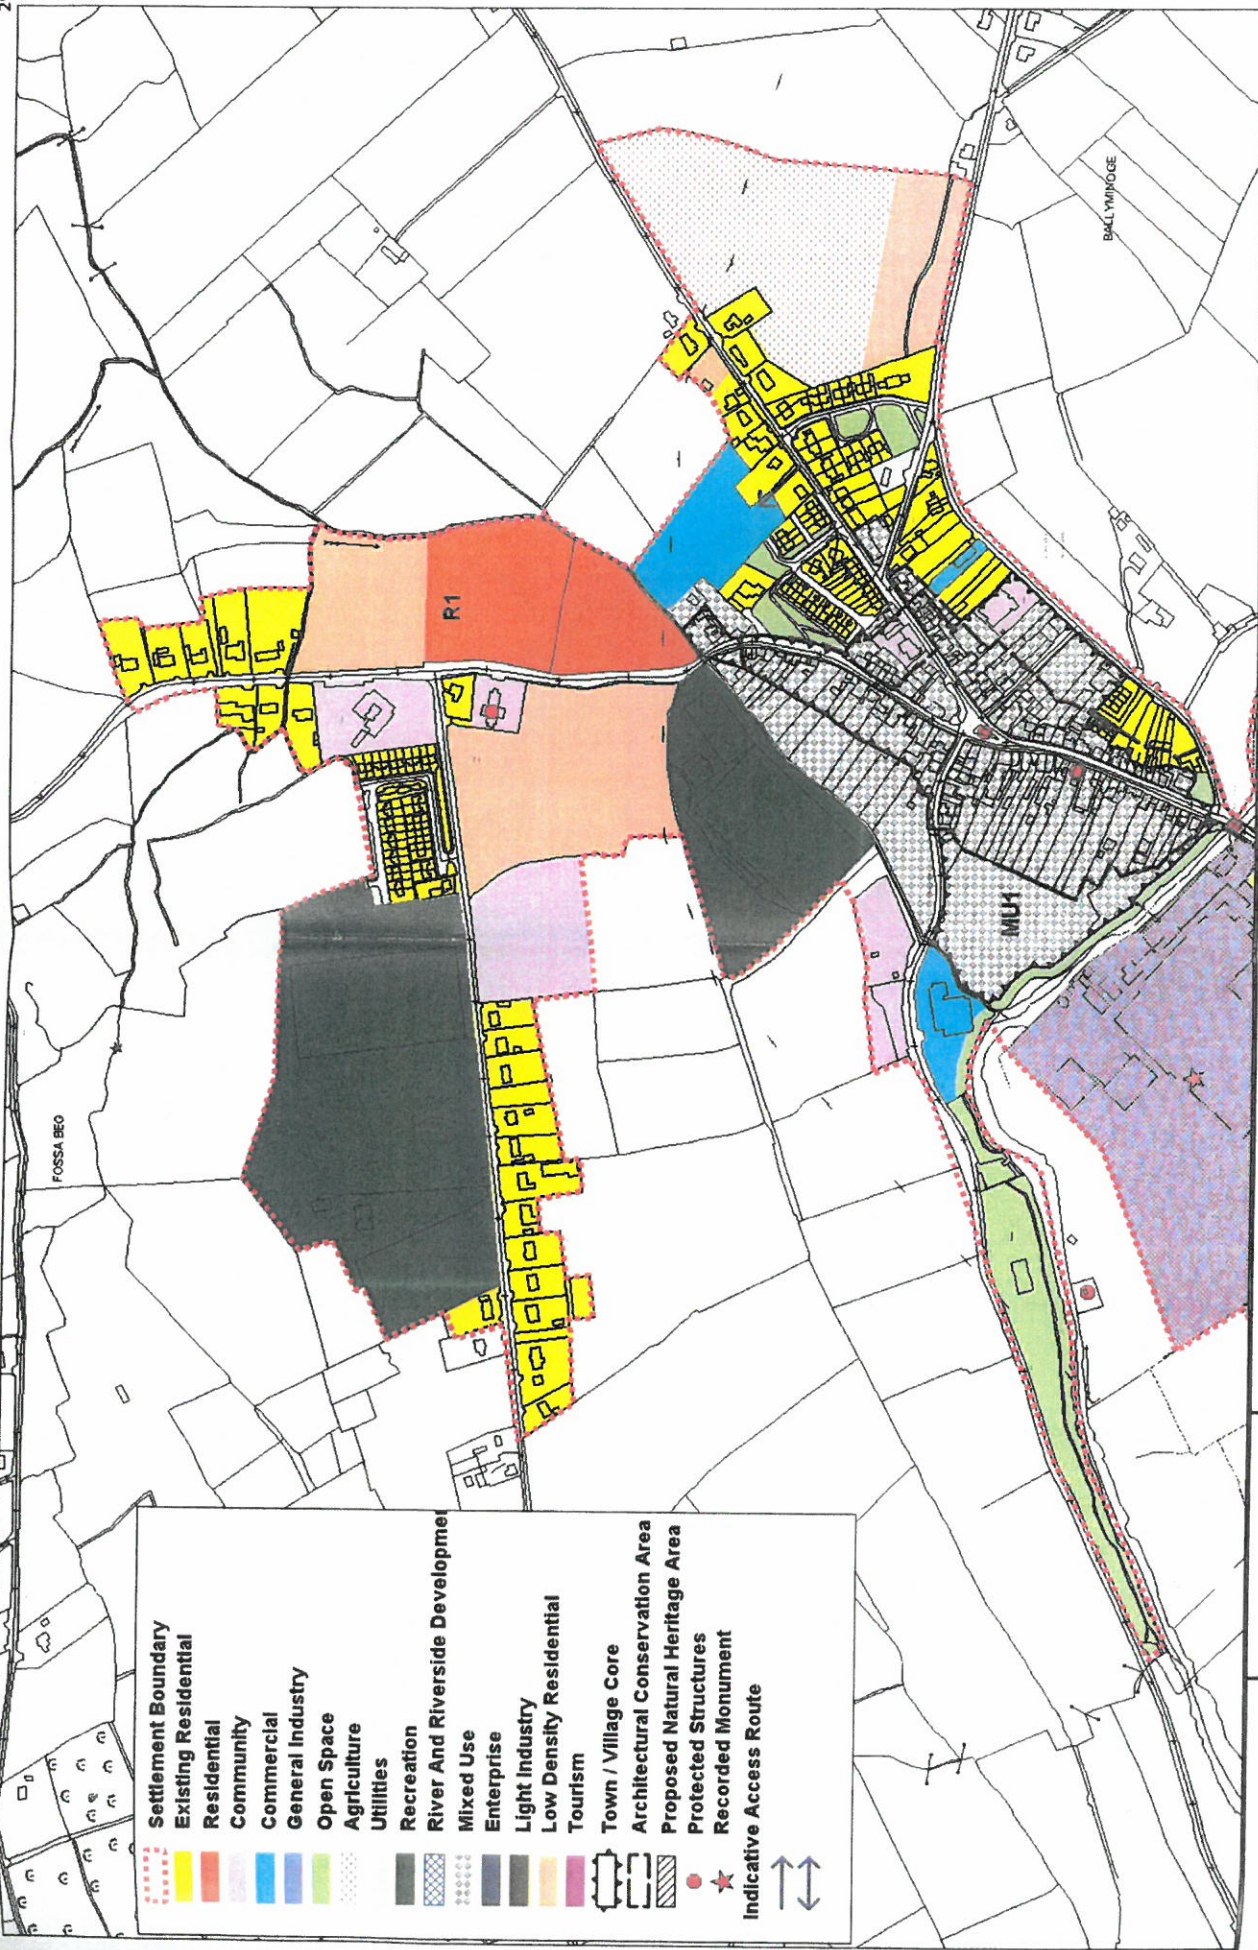 Settlement Boundary
Existing Residential
Residential
Community
Commercial
General Industry
Open Space
Agriculture
Utilities
Recreation
River And Riverside Developmen
Mixed Use
Enterprise
Light Industry
Low Density Residential
Tourism
Town / Village Core
Architectural Conservation Area
Proposed Natural Heritage Area
Protected Structures
Recorded Monument
Indicative Access Route
FOSSA BEG
R1
MU1
BALLYMINOGE